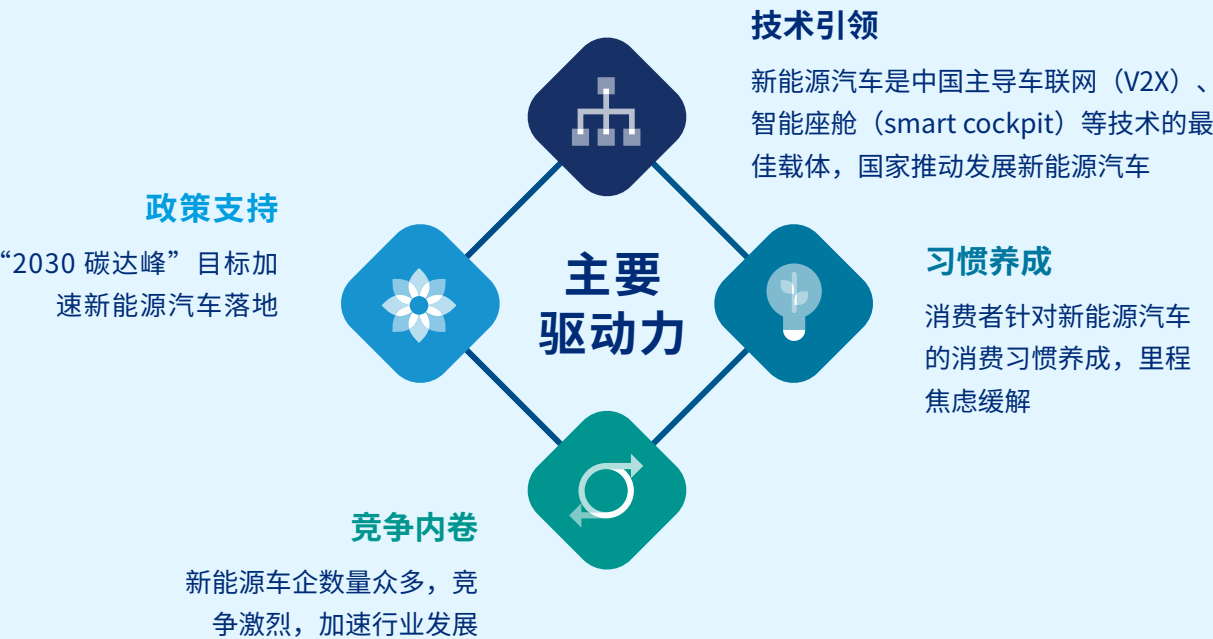 技术引领
新能源汽车是中国主导车联网（V2X）、
智能座舱（smart cockpit）等技术的最
佳载体，国家推动发展新能源汽车
政策支持
“2030 碳达峰”目标加
速新能源汽车落地
主要
驱动力
习惯养成
消费者针对新能源汽车
的消费习惯养成，里程
焦虑缓解
竞争内卷
新能源车企数量众多，竞
争激烈，加速行业发展